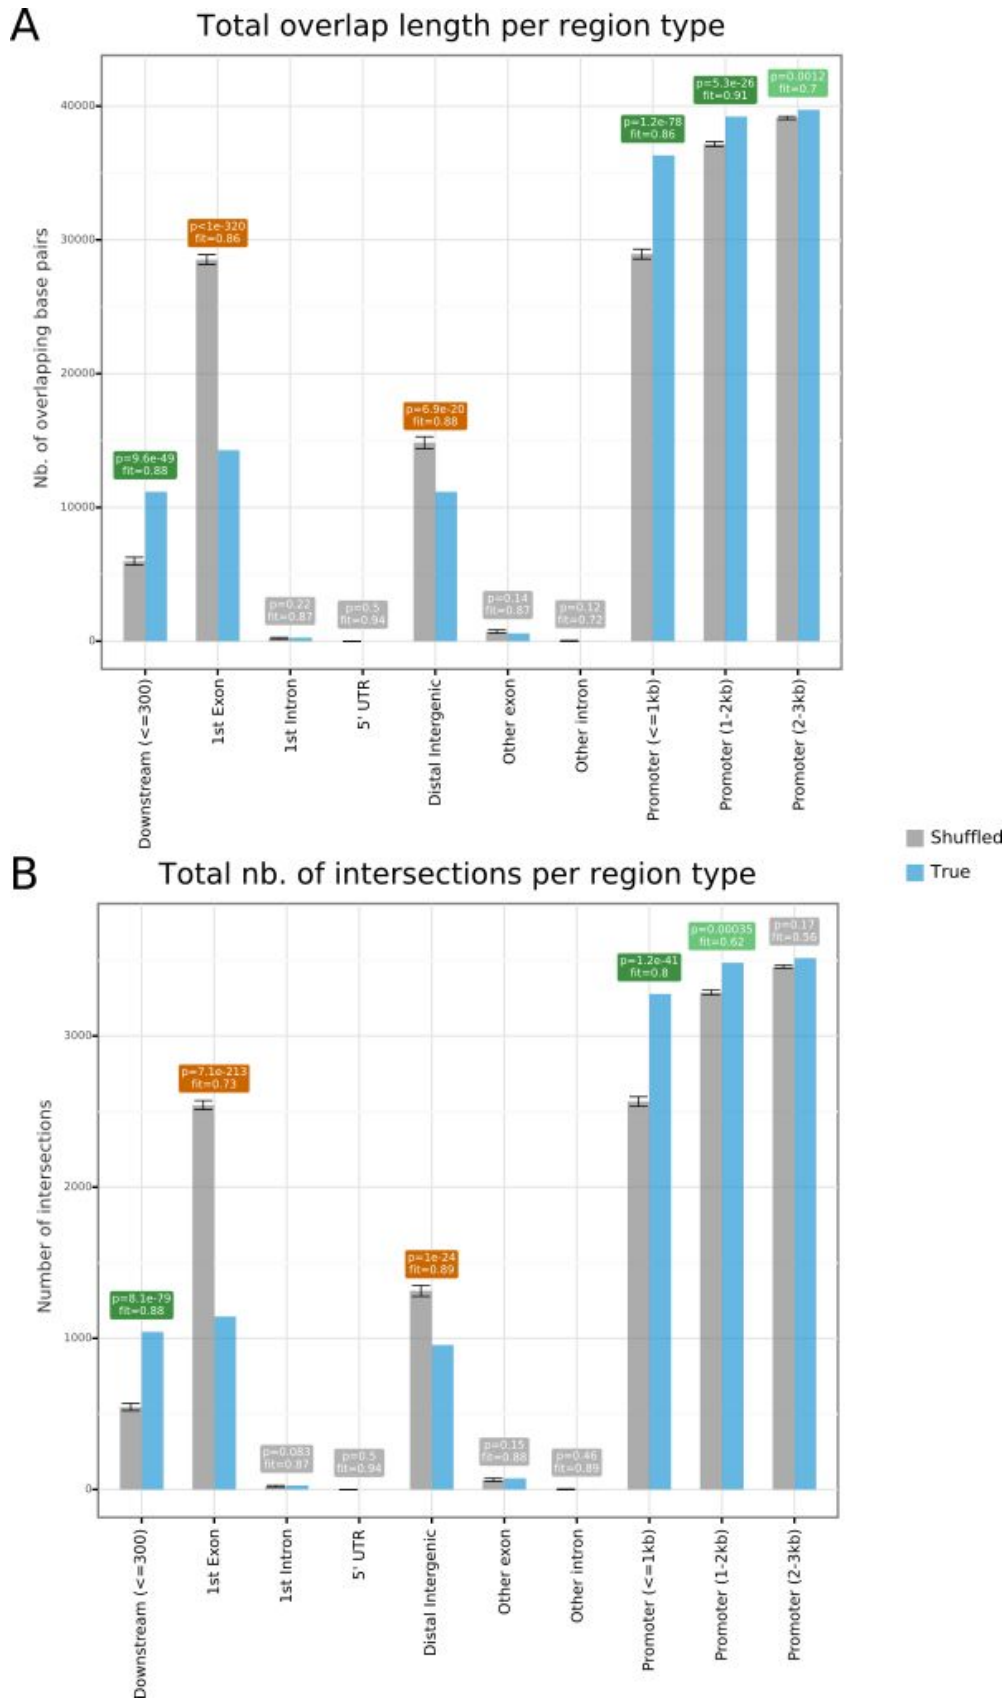 A
Total overlap length per region type
Nb. of overlapping base pairs
40000
30000
20000
10000
0
p=9.6e-49
fit=0.88
p<1e-320
fit=0.86
p=0.22
fit=0.87
p=0.5
fit=0.94
p=6.9e-20
fit=0.88
p=0.14
fit=0.87
p=0.12
fit=0.72
p=1.2e-78
fit=0.86
p=5.3e-26
fit=0.91
p=0.0012
fit=0.7
Downstream (<=300)
1st Exon
1st Intron
5' UTR
Distal Intergenic
Other exon
Other intron
Promoter (<=1kb)
Promoter (1-2kb)
Promoter (2-3kb)
Shuffled
True
B
Total nb. of intersections per region type
Number of intersections
3000
2000
1000
0
p=8.1e-79
fit=0.88
p=7.1e-213
fit=0.73
p=0.083
fit=0.87
p=0.5
fit=0.94
p=1e-24
fit=0.89
p=0.15
fit=0.88
p=0.46
fit=0.89
p=1.2e-41
fit=0.8
p=0.00035
fit=0.62
p=0.17
fit=0.56
Downstream (<=300)
1st Exon
1st Intron
5' UTR
Distal Intergenic
Other exon
Other intron
Promoter (<=1kb)
Promoter (1-2kb)
Promoter (2-3kb)